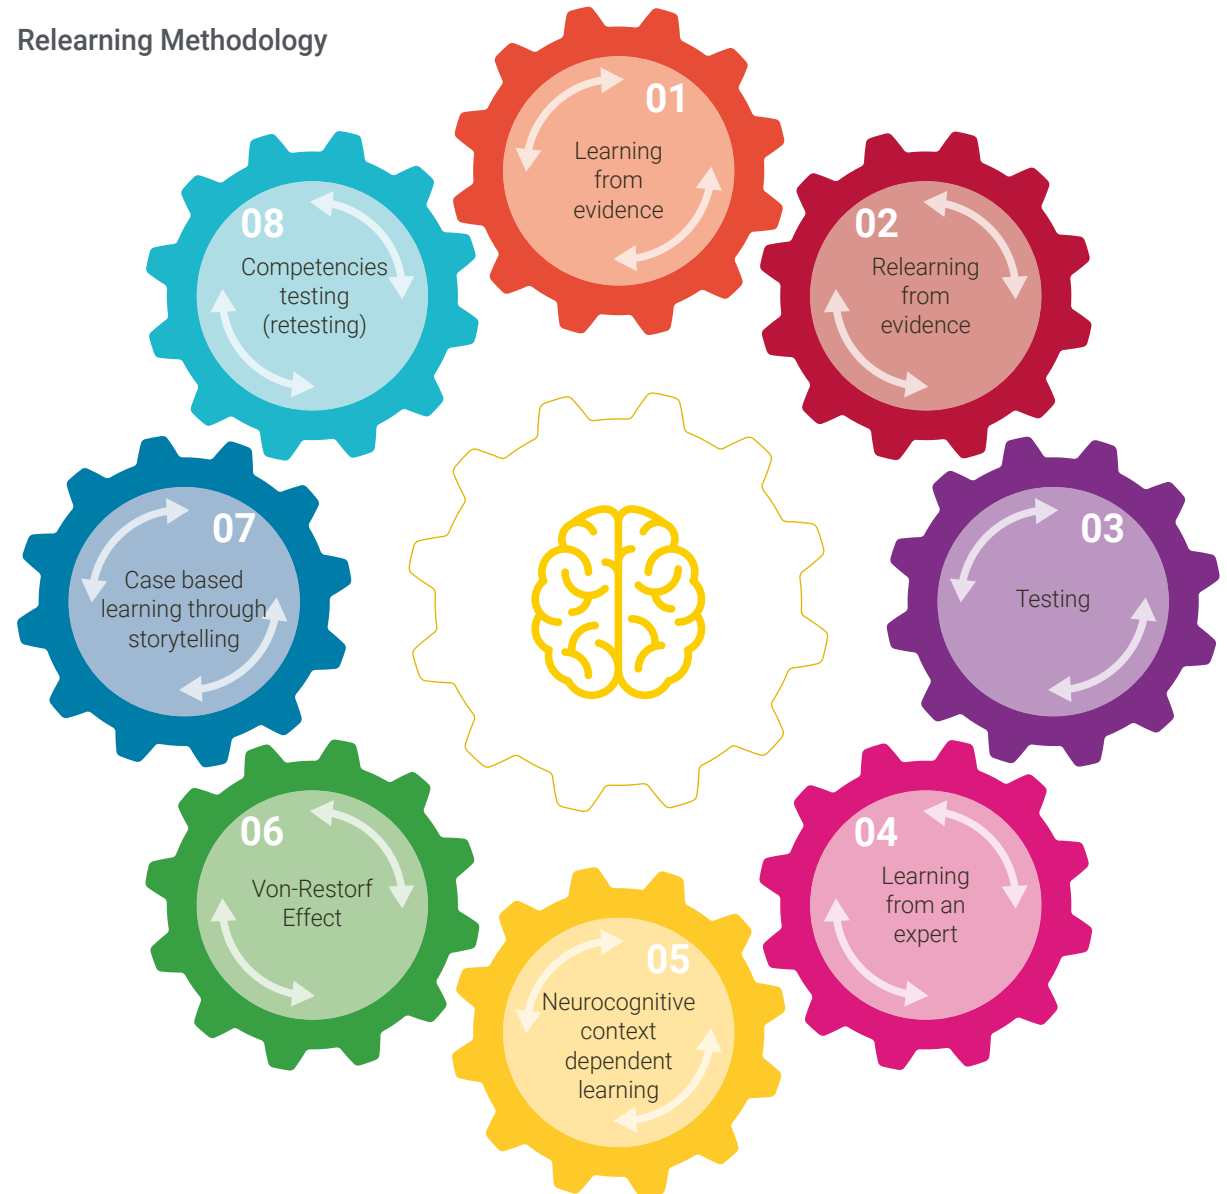 Relearning Methodology
01
Learning
from
evidence
02
Relearning
from
evidence
03
Testing
04
Learning
from an
expert
05
Neurocognitive
context
dependent
learning
06
Von-Restorf
Effect
07
Case based
learning through
storytelling
08
Competencies
testing
(retesting)